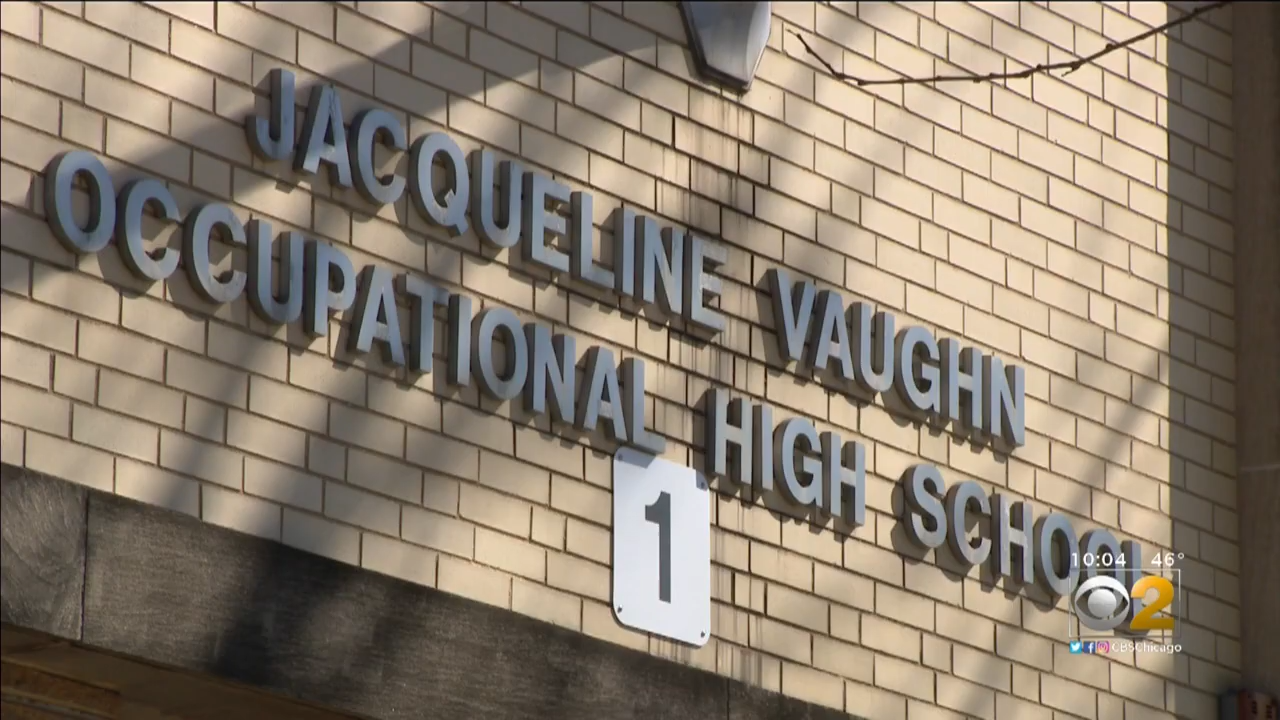 JACQUELINE VAUGHN
OCCUPATIONAL HIGH SCHOOL
1
10:04 46°
2
CBSChicago